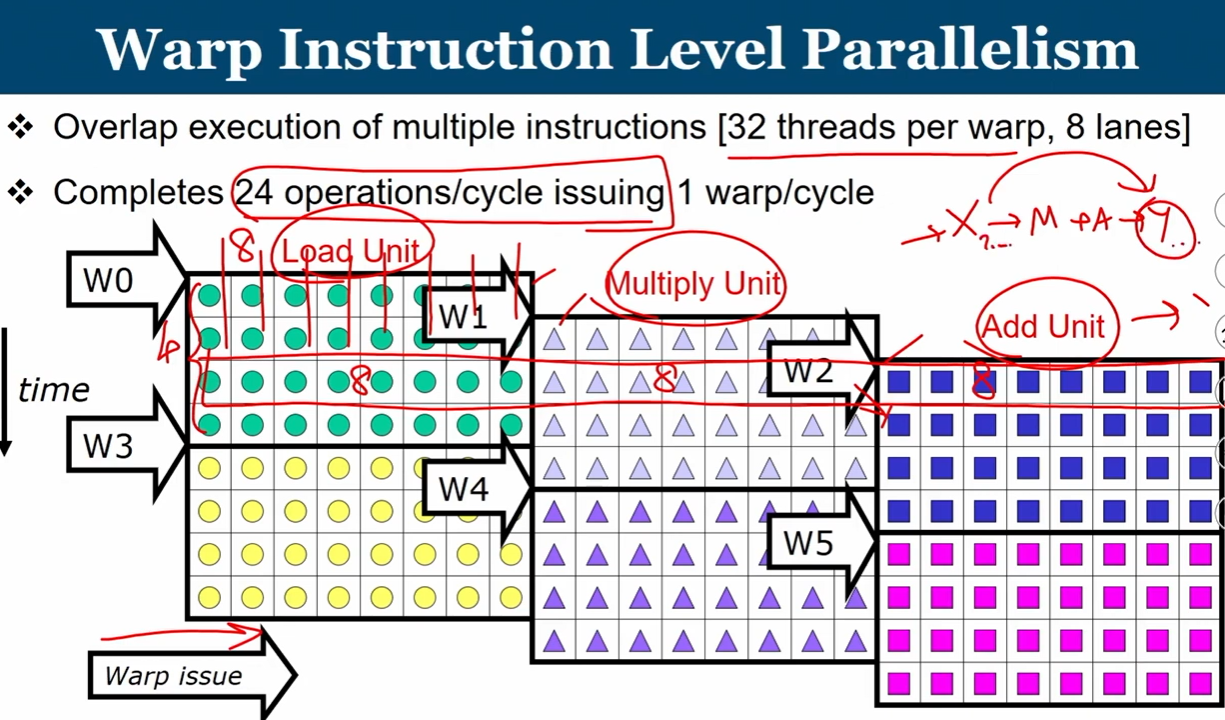 Warp Instruction Level Parallelism
❖ Overlap execution of multiple instructions [32 threads per warp, 8 lanes]
❖ Completes 24 operations/cycle issuing 1 warp/cycle
→ X → M → A → Y
W0
8
Load Unit
W1
Multiply Unit
W2
Add Unit
4
time
8
8
8
W3
W4
W5
Warp issue